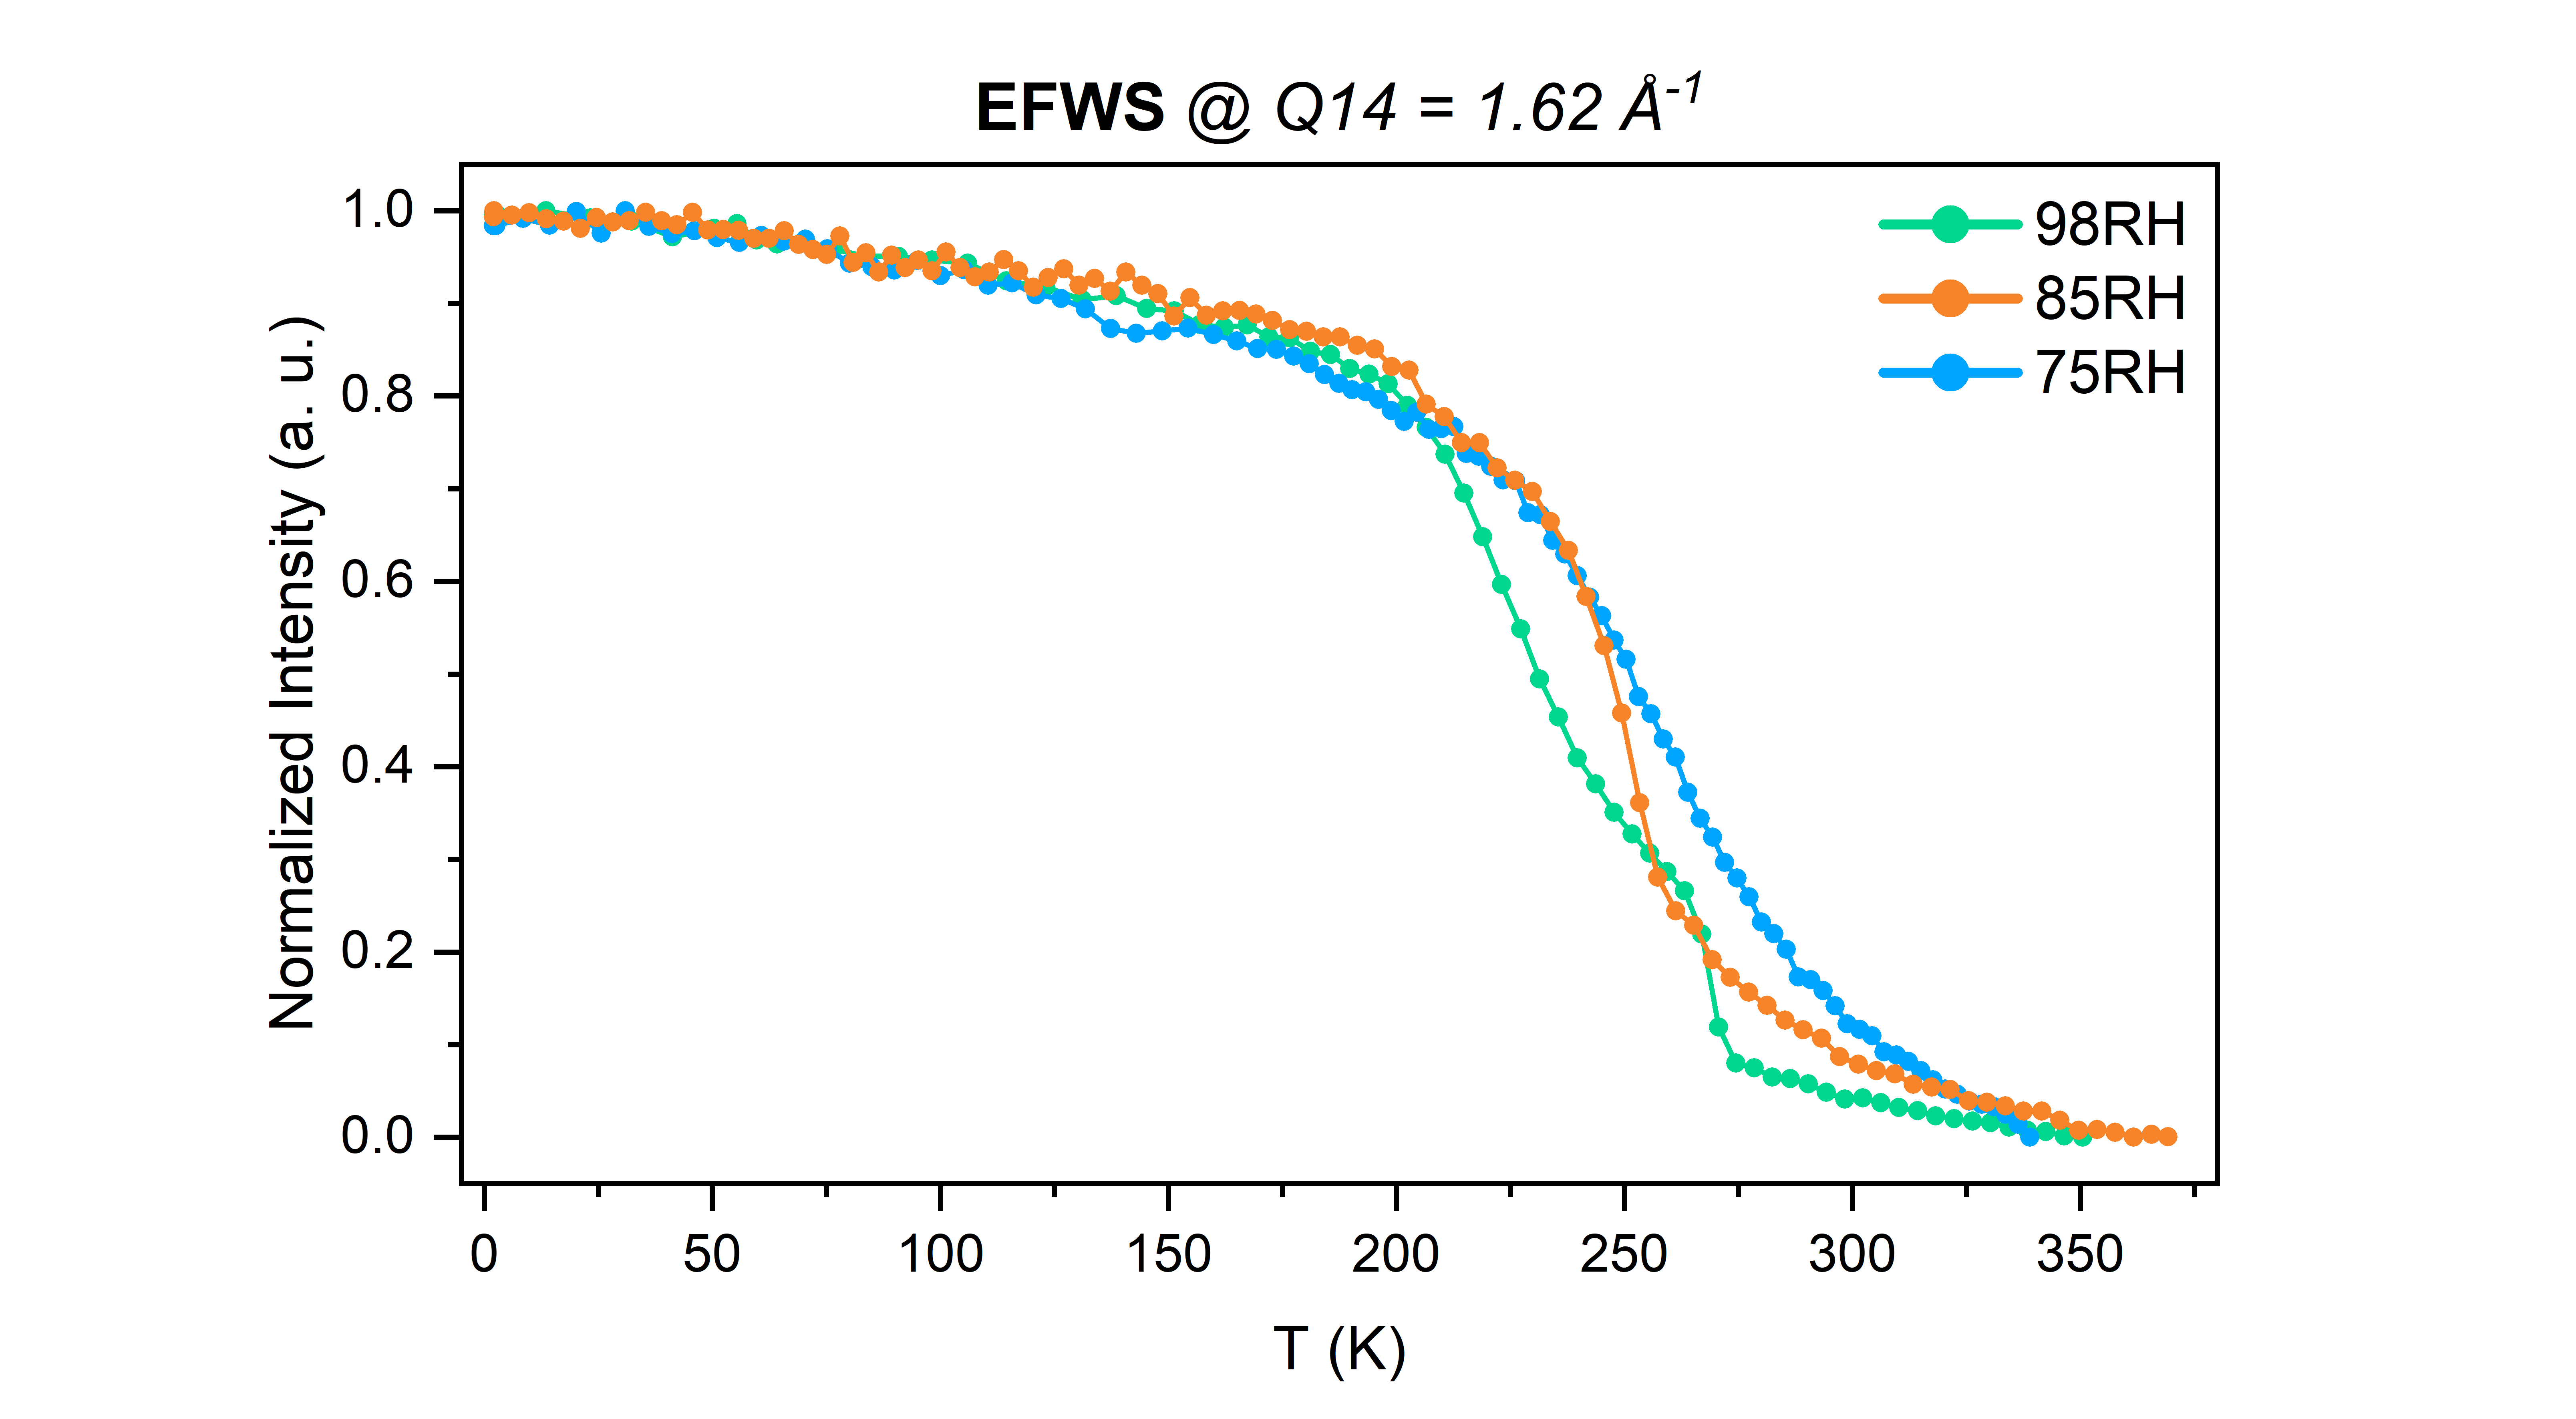 EFWS @ Q14 = 1.62 Å-1
98RH
85RH
75RH
Normalized Intensity (a. u.)
1.0
0.8
0.6
0.4
0.2
0.0
0 50 100 150 200 250 300 350
T (K)